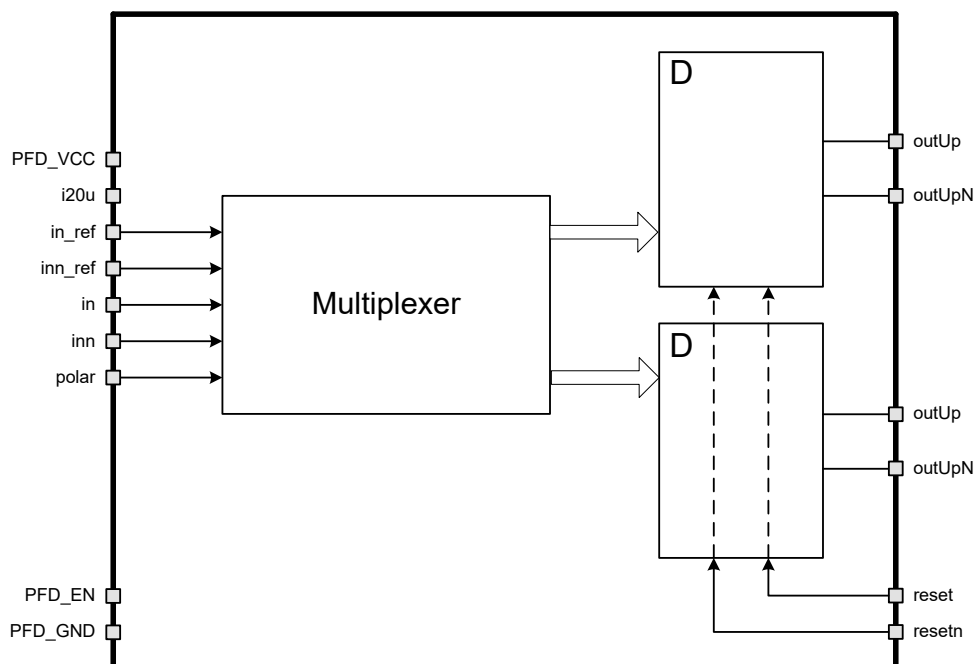 D
outUp
PFD_VCC
i20u
outUpN
in_ref
inn_ref
in
Multiplexer
inn
D
polar
outUp
outUpN
PFD_EN
reset
PFD_GND
resetn